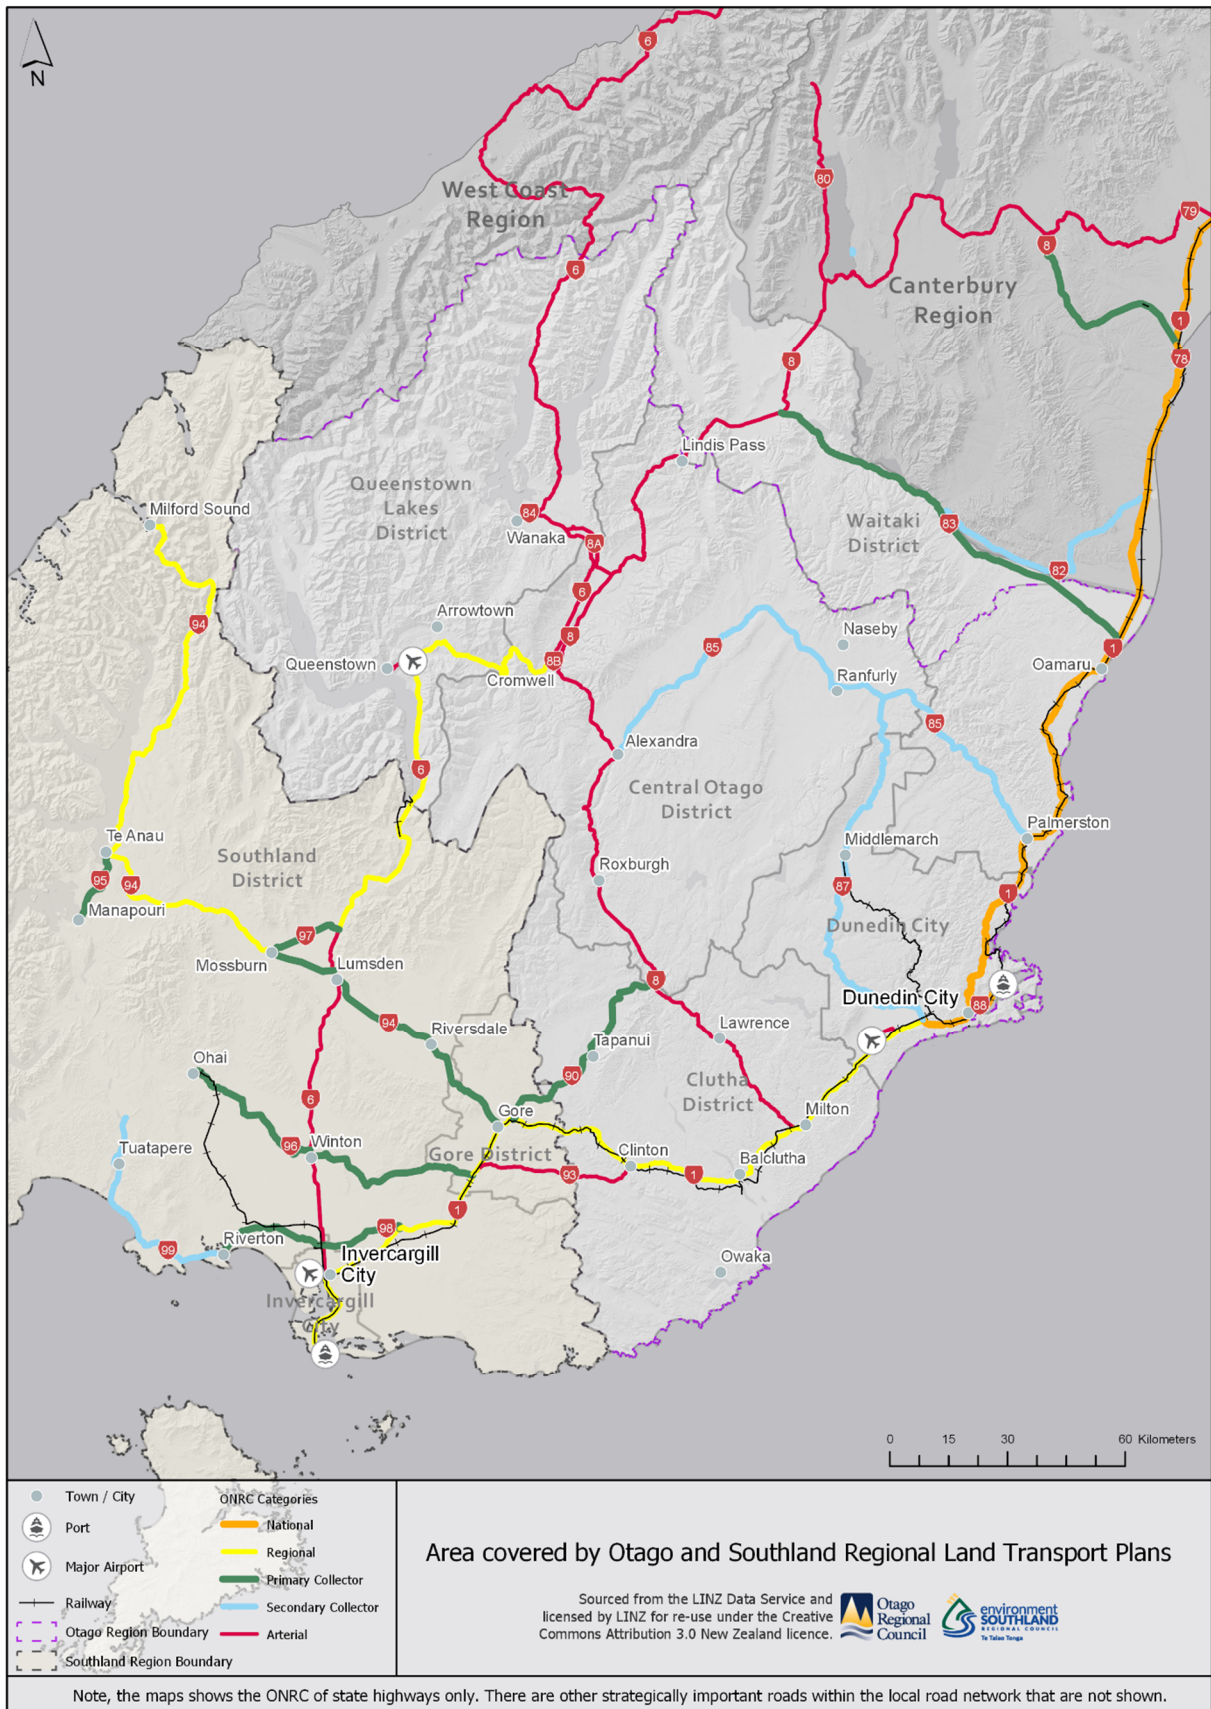 N
6
80
West Coast
Region
79
8
6
Canterbury
Region
1
78
8
Lindis Pass
Queenstown
Lakes
District
Milford Sound
84
Wanaka
8A
Waitaki
District
83
82
6
94
Arrowtown
8
85
Naseby
1
Queenstown
8B
Cromwell
Ranfurly
Oamaru
85
Alexandra
6
Central Otago
District
Te Anau
Southland
District
Middlemarch
Palmerston
95
94
Roxburgh
87
1
Manapouri
Dunedin City
97
Mossburn
Lumsden
8
Dunedin City
88
94
Riversdale
Lawrence
Tapanui
Ohai
90
Clutha
District
6
Gore
Milton
96
Winton
Tuatapere
Gore District
Clinton
Balclutha
93
1
1
98
Riverton
99
Invercargill
City
Owaka
Invercargill
City
0 15 30 60 Kilometers
Town / City
Port
Major Airport
Railway
Otago Region Boundary
Southland Region Boundary
ONRC Categories
National
Regional
Primary Collector
Secondary Collector
Arterial
Area covered by Otago and Southland Regional Land Transport Plans
Sourced from the LINZ Data Service and
licensed by LINZ for re-use under the Creative
Commons Attribution 3.0 New Zealand licence.
Otago
Regional
Council
environment
SOUTHLAND
REGIONAL COUNCIL
Te Taiao Tonga
Note, the maps shows the ONRC of state highways only. There are other strategically important roads within the local road network that are not shown.